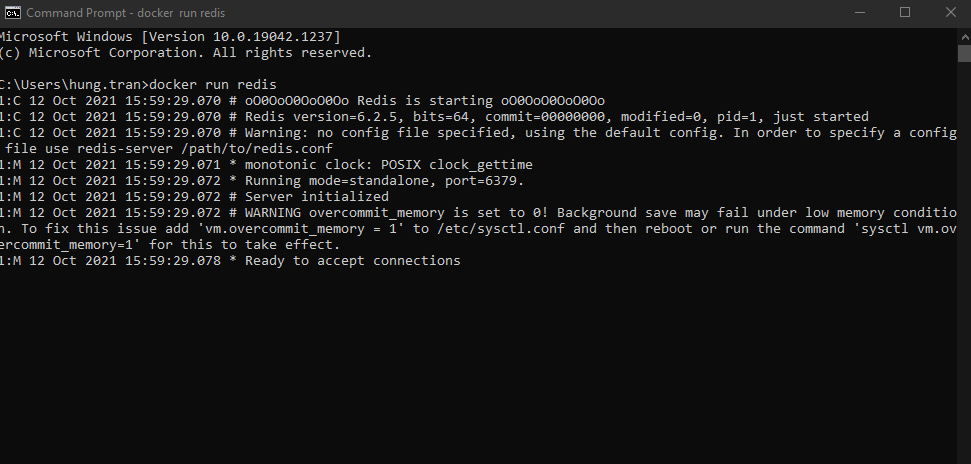 Command Prompt - docker run redis
Microsoft Windows [Version 10.0.19042.1237]
(c) Microsoft Corporation. All rights reserved.
C:\Users\hung.tran>docker run redis
1:C 12 Oct 2021 15:59:29.070 # oO0OoO0OoO0Oo Redis is starting oO0OoO0OoO0Oo
1:C 12 Oct 2021 15:59:29.070 # Redis version=6.2.5, bits=64, commit=00000000, modified=0, pid=1, just started
1:C 12 Oct 2021 15:59:29.070 # Warning: no config file specified, using the default config. In order to specify a config
 file use redis-server /path/to/redis.conf
1:M 12 Oct 2021 15:59:29.071 * monotonic clock: POSIX clock_gettime
1:M 12 Oct 2021 15:59:29.072 * Running mode=standalone, port=6379.
1:M 12 Oct 2021 15:59:29.072 # Server initialized
1:M 12 Oct 2021 15:59:29.072 # WARNING overcommit_memory is set to 0! Background save may fail under low memory conditio
n. To fix this issue add 'vm.overcommit_memory = 1' to /etc/sysctl.conf and then reboot or run the command 'sysctl vm.ov
ercommit_memory=1' for this to take effect.
1:M 12 Oct 2021 15:59:29.078 * Ready to accept connections